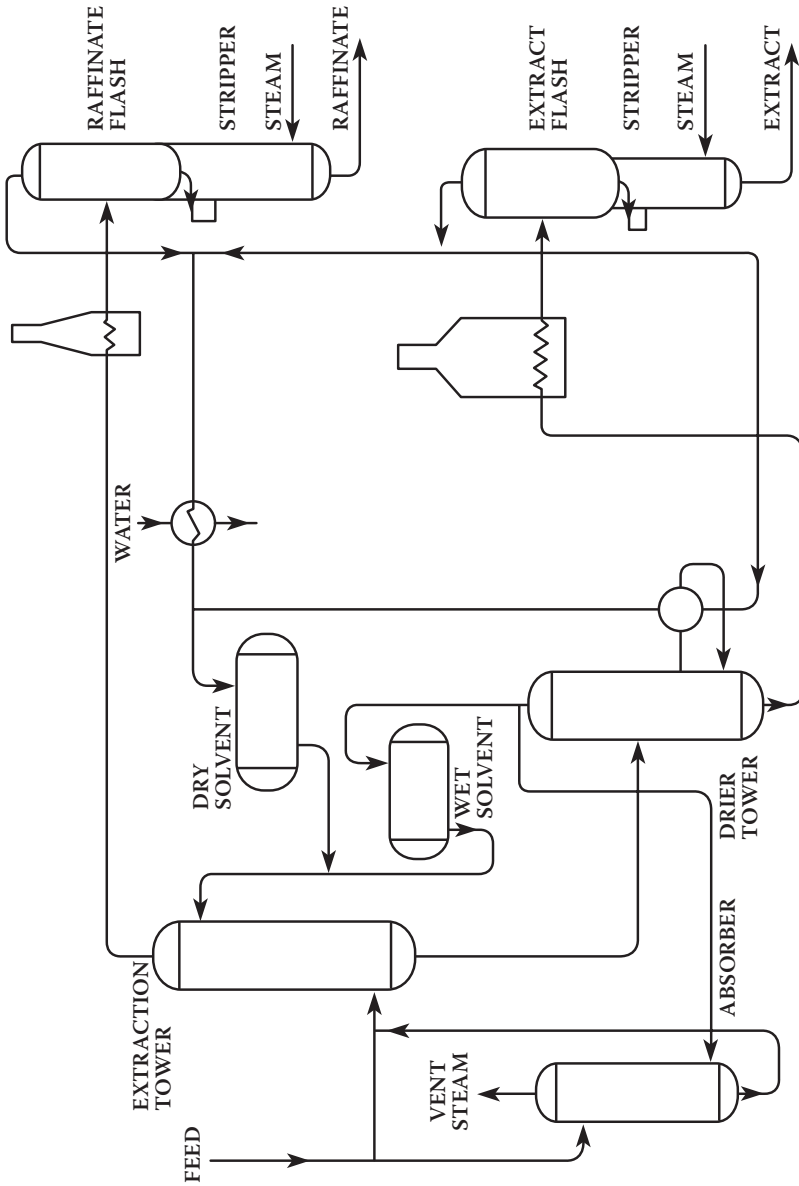 RAFFINATE
FLASH
STRIPPER
STEAM
RAFFINATE
EXTRACT
FLASH
STRIPPER
STEAM
EXTRACT
WATER
DRY
SOLVENT
WET
SOLVENT
DRIER
TOWER
EXTRACTION
TOWER
ABSORBER
VENT
STEAM
FEED